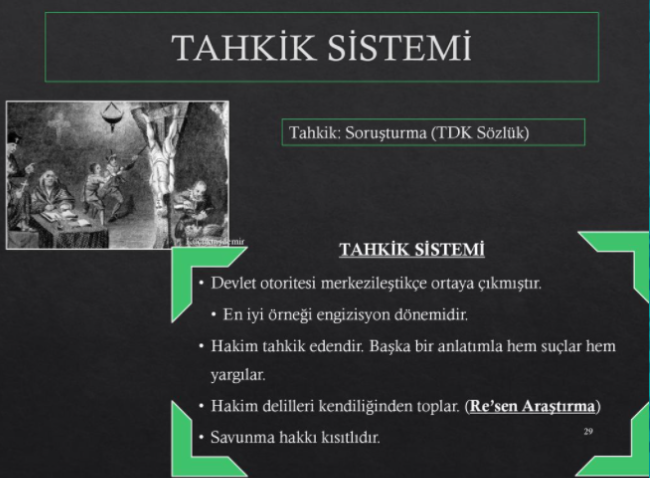 TAHKİK SİSTEMİ
Tahkik: Soruşturma (TDK Sözlük)
TAHKİK SİSTEMİ
• Devlet otoritesi merkezileştikçe ortaya çıkmıştır.
• En iyi örneği engizisyon dönemidir.
• Hakim tahkik edendir. Başka bir anlatımla hem suçlar hem
yargılar.
• Hakim delilleri kendiliğinden toplar. (Re'sen Araştırma)
• Savunma hakkı kısıtlıdır.
29